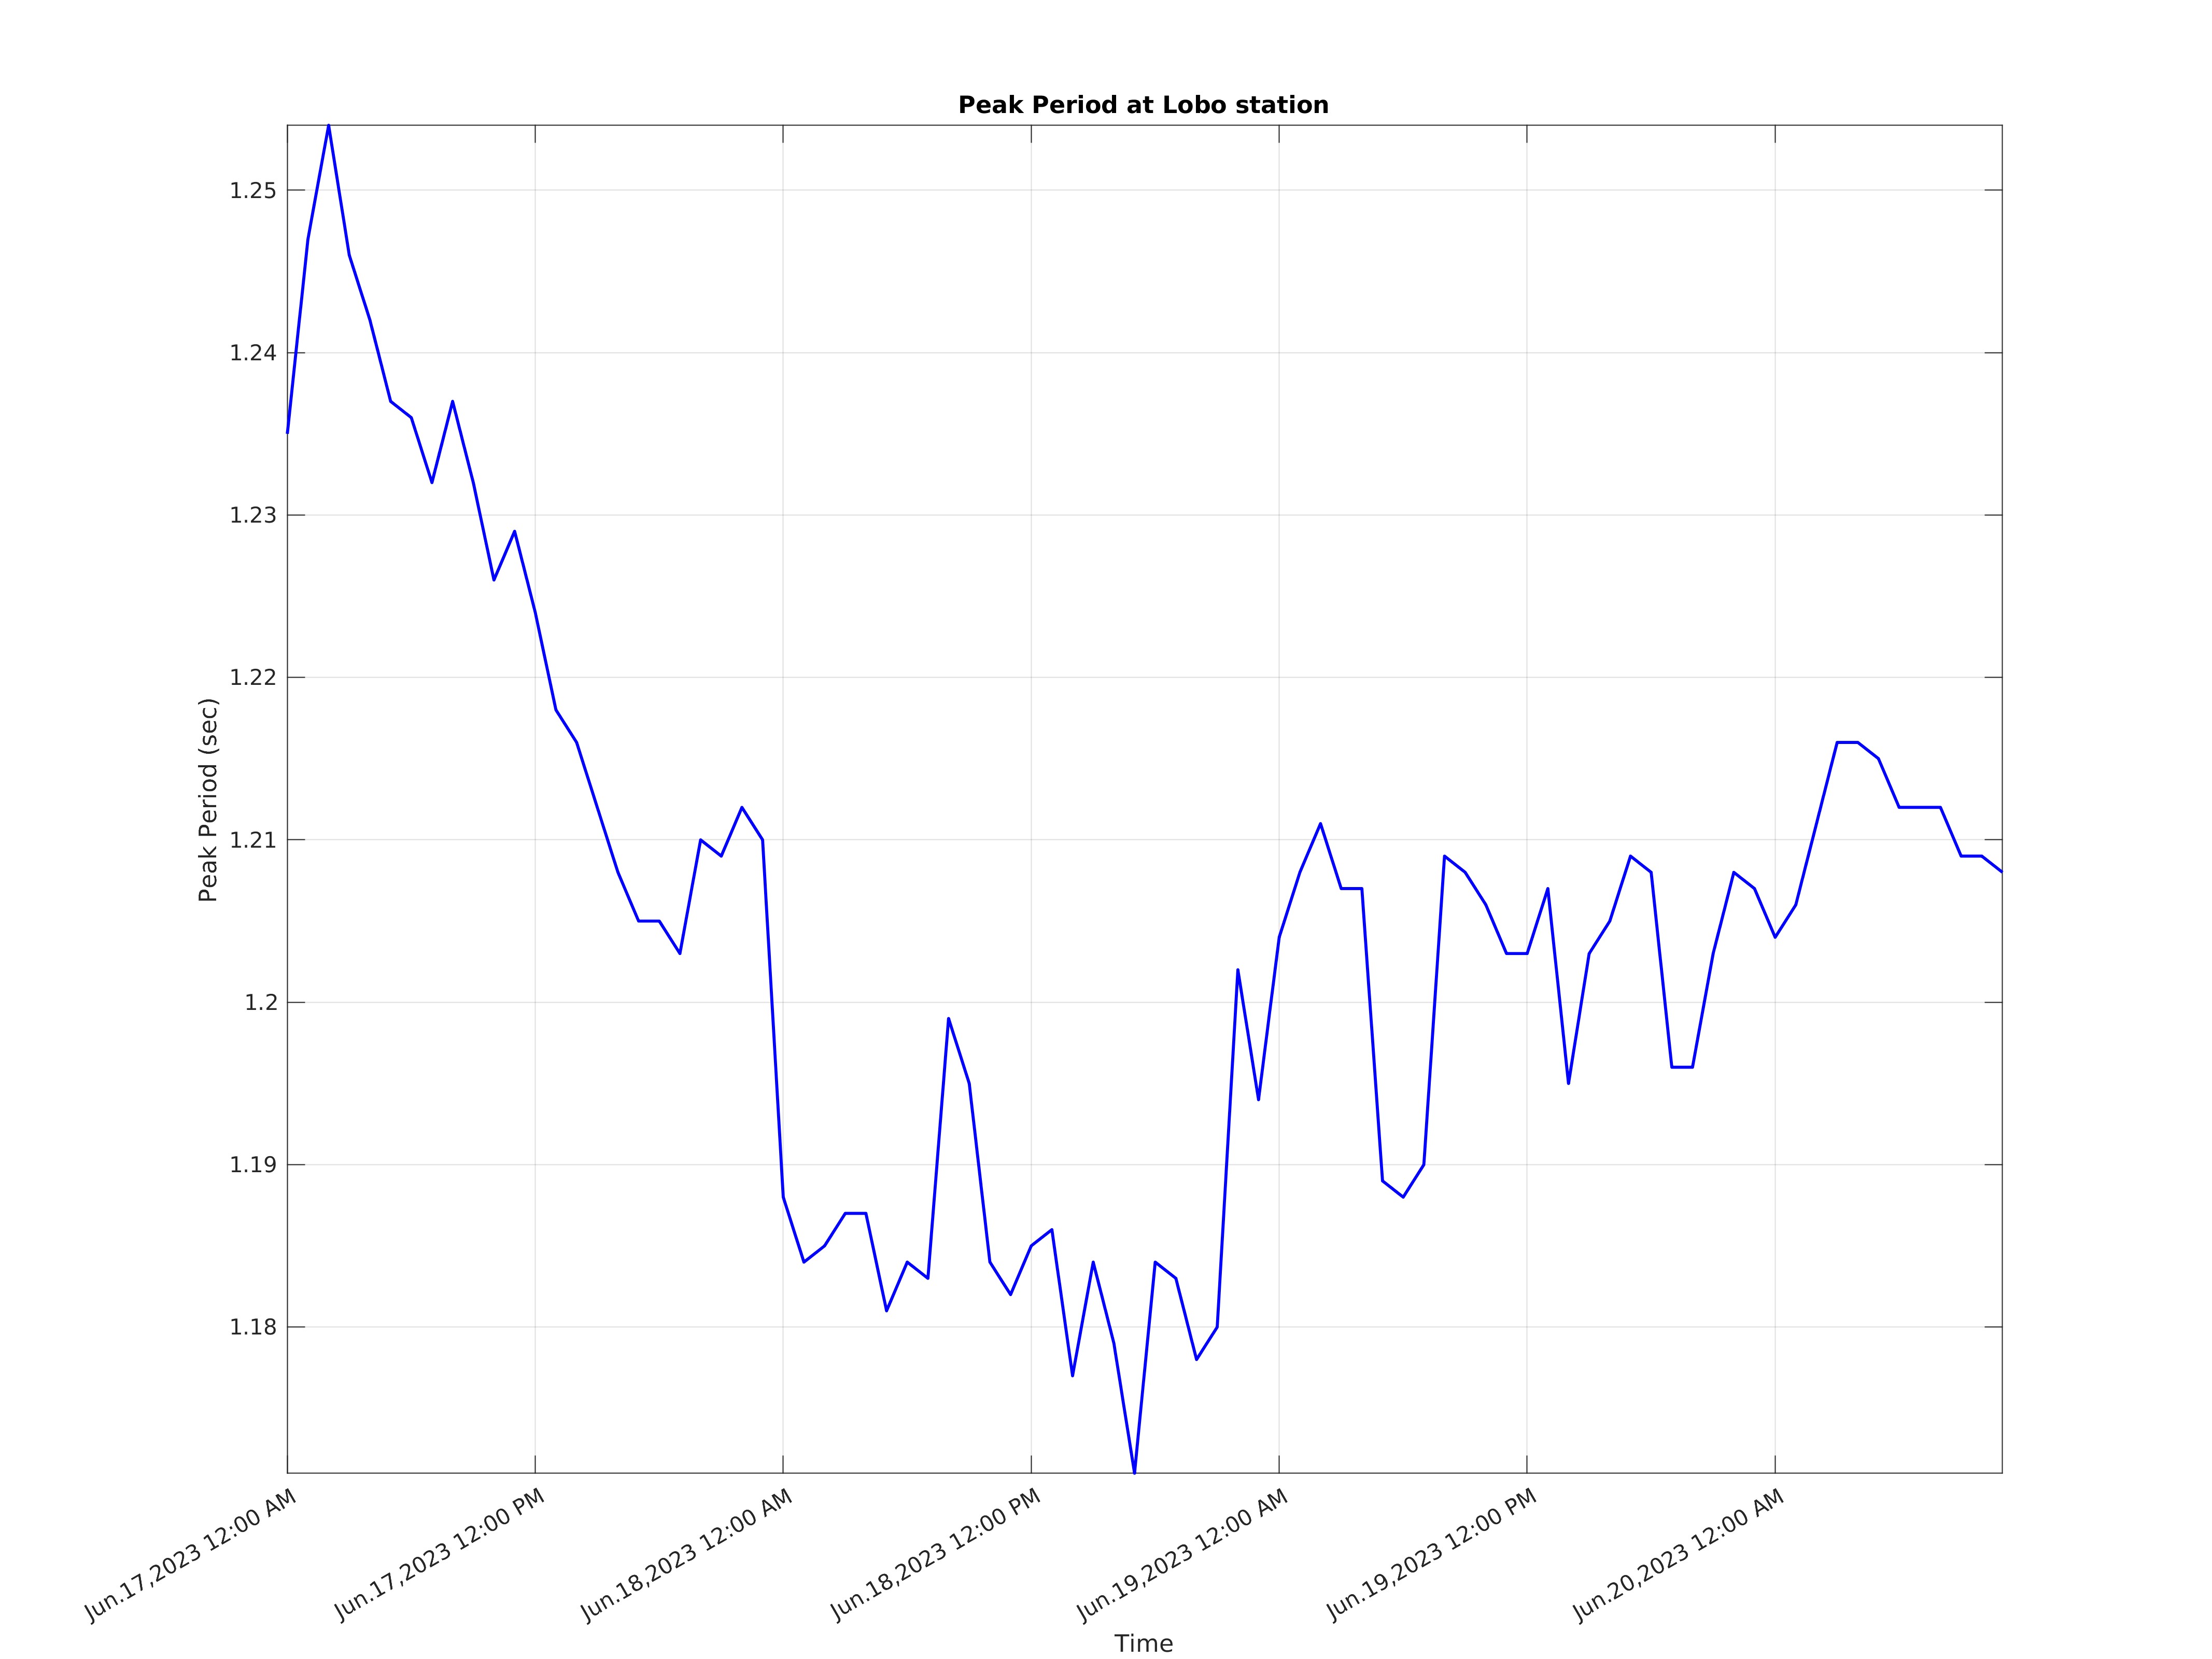 Peak Period at Lobo station
Peak Period (sec)
1.25
1.24
1.23
1.22
1.21
1.2
1.19
1.18
Jun.17,2023 12:00 AM
Jun.17,2023 12:00 PM
Jun.18,2023 12:00 AM
Jun.18,2023 12:00 PM
Jun.19,2023 12:00 AM
Jun.19,2023 12:00 PM
Jun.20,2023 12:00 AM
Time